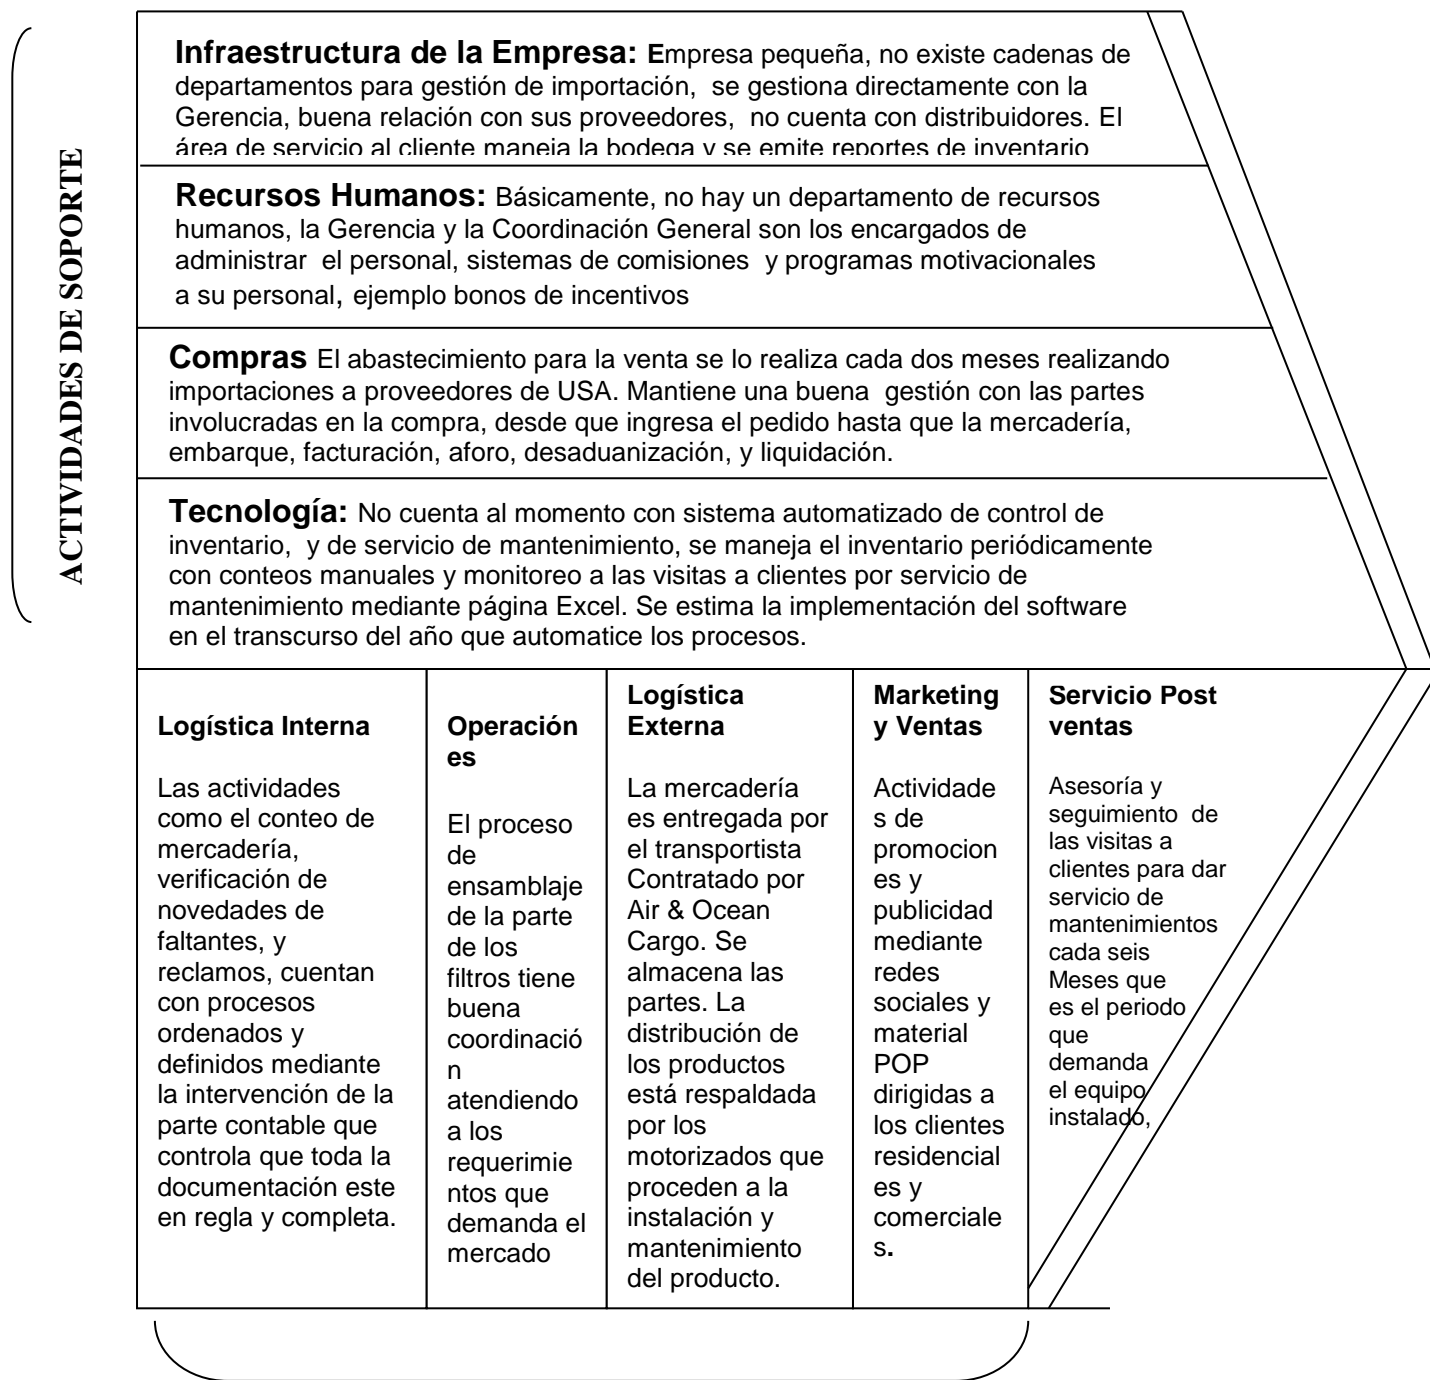 ACTIVIDADES DE SOPORTE
Infraestructura de la Empresa: Empresa pequeña, no existe cadenas de
departamentos para gestión de importación, se gestiona directamente con la
Gerencia, buena relación con sus proveedores, no cuenta con distribuidores. El
área de servicio al cliente maneja la bodega y se emite reportes de inventario
Recursos Humanos: Básicamente, no hay un departamento de recursos
humanos, la Gerencia y la Coordinación General son los encargados de
administrar el personal, sistemas de comisiones y programas motivacionales
a su personal, ejemplo bonos de incentivos
Compras El abastecimiento para la venta se lo realiza cada dos meses realizando
importaciones a proveedores de USA. Mantiene una buena gestión con las partes
involucradas en la compra, desde que ingresa el pedido hasta que la mercadería,
embarque, facturación, aforo, desaduanización, y liquidación.
Tecnología: No cuenta al momento con sistema automatizado de control de
inventario, y de servicio de mantenimiento, se maneja el inventario periódicamente
con conteos manuales y monitoreo a las visitas a clientes por servicio de
mantenimiento mediante página Excel. Se estima la implementación del software
en el transcurso del año que automatice los procesos.
Logística Interna
Las actividades
como el conteo de
mercadería,
verificación de
novedades de
faltantes, y
reclamos, cuentan
con procesos
ordenados y
definidos mediante
la intervención de la
parte contable que
controla que toda la
documentación este
en regla y completa.
Operación
es
El proceso
de
ensamblaje
de la parte
de los
filtros tiene
buena
coordinació
n
atendiendo
a los
requerimie
ntos que
demanda el
mercado
Logística
Externa
La mercadería
es entregada por
el transportista
Contratado por
Air & Ocean
Cargo. Se
almacena las
partes. La
distribución de
los productos
está respaldada
por los
motorizados que
proceden a la
instalación y
mantenimiento
del producto.
Marketing
y Ventas
Actividade
s de
promocion
es y
publicidad
mediante
redes
sociales y
material
POP
dirigidas a
los clientes
residencial
es y
comerciale
s.
Servicio Post
ventas
Asesoría y
seguimiento de
las visitas a
clientes para dar
servicio de
mantenimientos
cada seis
Meses que
es el periodo
que
demanda
el equipo
instalado,